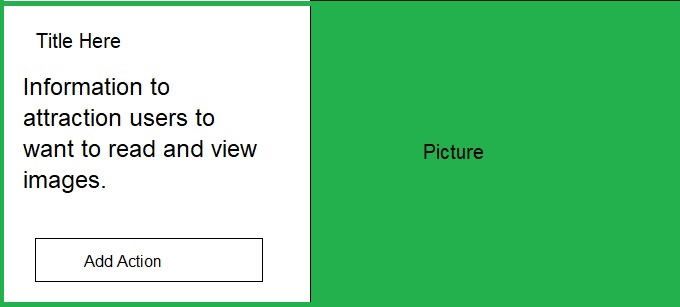 Title Here
Information to
attraction users to
want to read and view
images.
Add Action
Picture